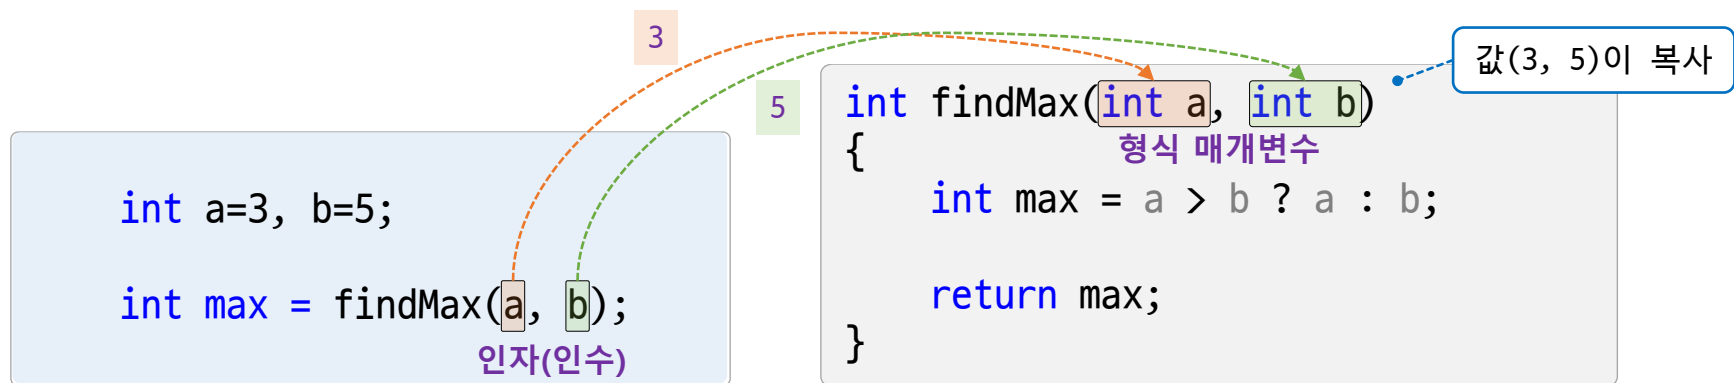 int a=3, b=5;
int max = findMax(a, b);
인자(인수)
3
5
값(3, 5)이 복사
int findMax(int a, int b)
형식 매개변수
{
int max = a > b ? a : b;
return max;
}